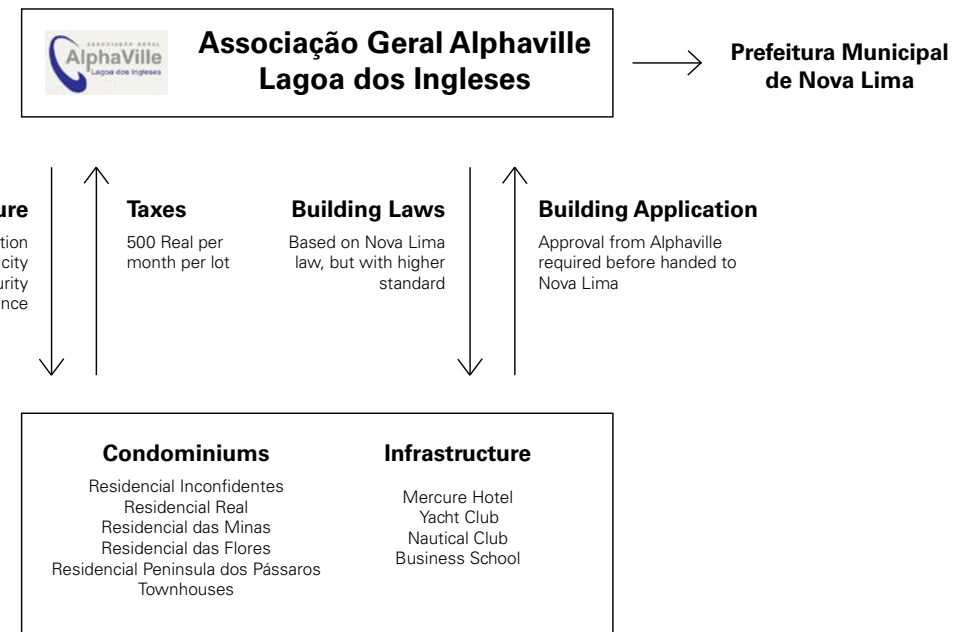 ASSOCIAÇÃO GERAL
AlphaVille
Lagoa dos Ingleses
Associação Geral Alphaville
Lagoa dos Ingleses
Prefeitura Municipal
de Nova Lima
ure
tion
icity
urity
ance
Taxes
500 Real per
month per lot
Building Laws
Based on Nova Lima
law, but with higher
standard
Building Application
Approval from Alphaville
required before handed to
Nova Lima
Condominiums
Residencial Inconfidentes
Residencial Real
Residencial das Minas
Residencial das Flores
Residencial Peninsula dos Pássaros
Townhouses
Infrastructure
Mercure Hotel
Yacht Club
Nautical Club
Business School